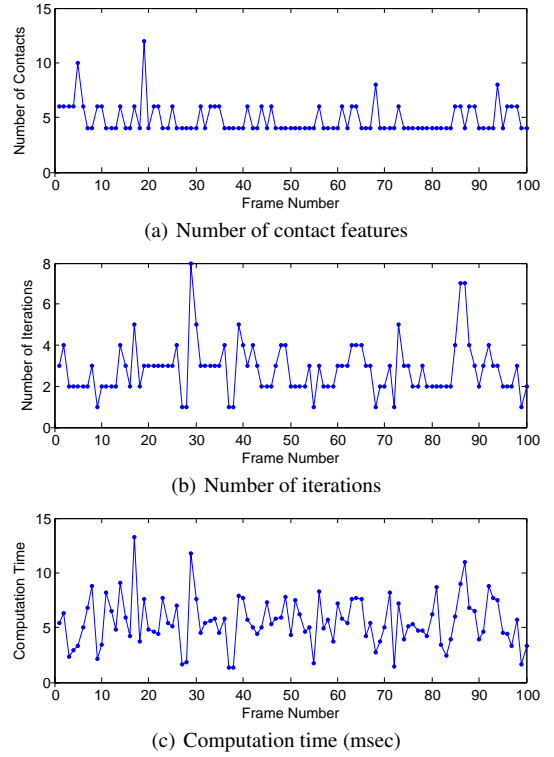 15
10
5
0
Number of Contacts
0 10 20 30 40 50 60 70 80 90 100
Frame Number
(a) Number of contact features
8
6
4
2
0
Number of Iterations
0 10 20 30 40 50 60 70 80 90 100
Frame Number
(b) Number of iterations
15
10
5
0
Computation Time
0 10 20 30 40 50 60 70 80 90 100
Frame Number
(c) Computation time (msec)